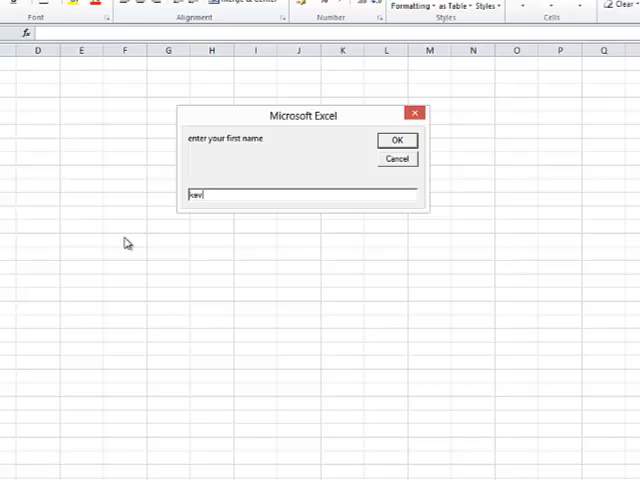 Merge & Center
Formatting as Table Styles
Clear
Font
Alignment
Number
Styles
Cells
fx
D E F G H I J K L M N O P Q
Microsoft Excel
enter your first name
OK
Cancel
kev